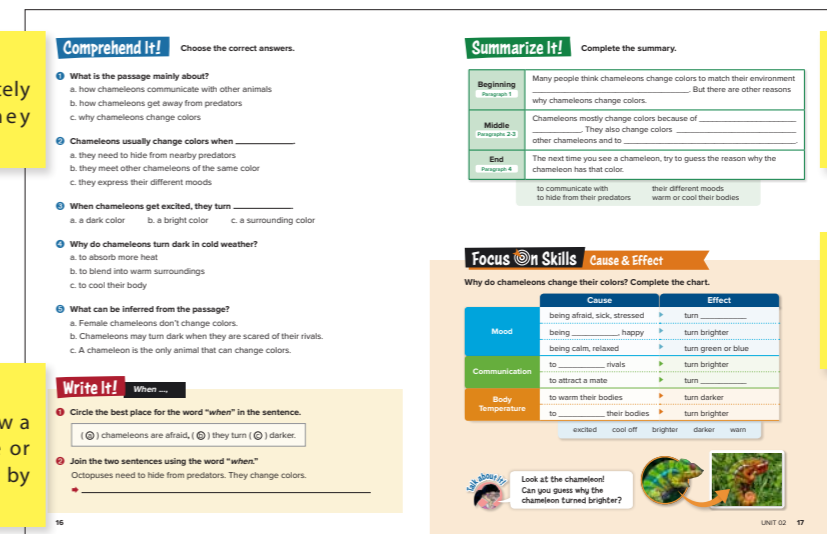 Comprehend It! Choose the correct answers.
1 What is the passage mainly about?
a. how chameleons communicate with other animals
b. how chameleons get away from predators
c. why chameleons change colors
2 Chameleons usually change colors when ____________.
a. they need to hide from nearby predators
b. they meet other chameleons of the same color
c. they express their different moods
3 When chameleons get excited, they turn ____________.
a. a dark color b. a bright color c. a surrounding color
4 Why do chameleons turn dark in cold weather?
a. to absorb more heat
b. to blend into warm surroundings
c. to cool their body
5 What can be inferred from the passage?
a. Female chameleons don't change colors.
b. Chameleons may turn dark when they are scared of their rivals.
c. A chameleon is the only animal that can change colors.
Write It! When ...,
1 Circle the best place for the word "when" in the sentence.
( ⓐ ) chameleons are afraid, ( ⓑ ) they turn ( ⓒ ) darker.
2 Join the two sentences using the word "when."
Octopuses need to hide from predators. They change colors.
➡ ____________
16
Summarize It! Complete the summary.
Beginning
Paragraph 1
Many people think chameleons change colors to match their environment
____________. But there are other reasons
why chameleons change colors.
Middle
Paragraphs 2-3
Chameleons mostly change colors because of ____________
____________. They also change colors ____________
other chameleons and to ____________.
End
Paragraph 4
The next time you see a chameleon, try to guess the reason why the
chameleon has that color.
to communicate with their different moods
to hide from their predators warm or cool their bodies
Focus On Skills Cause & Effect
Why do chameleons change their colors? Complete the chart.
Cause Effect
Mood
being afraid, sick, stressed ▶ turn ____________
being ____________, happy ▶ turn brighter
being calm, relaxed ▶ turn green or blue
Communication
to ____________ rivals ▶ turn brighter
to attract a mate ▶ turn ____________
Body
Temperature
to warm their bodies ▶ turn darker
to ____________ their bodies ▶ turn brighter
excited cool off brighter darker warn
Talk about it!
Look at the chameleon!
Can you guess why the
chameleon turned brighter?
UNIT 02 17
or
by